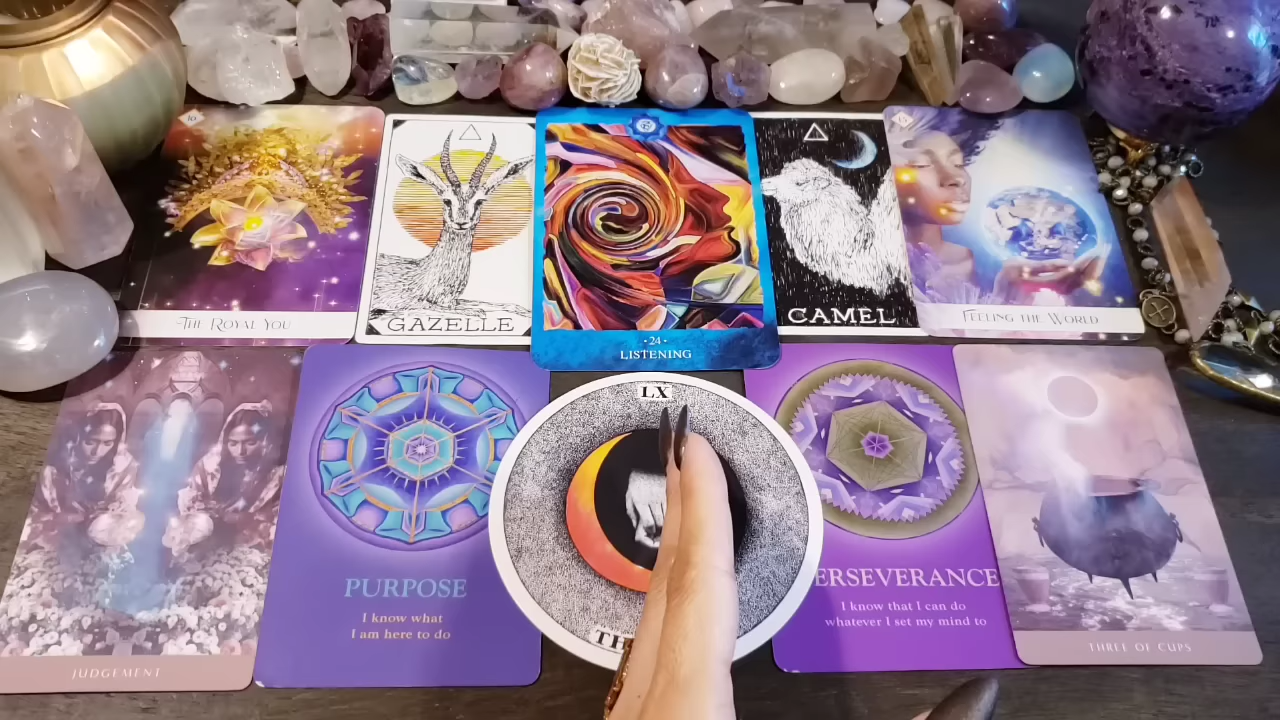 16
THE ROYAL YOU
GAZELLE
· 24 ·
LISTENING
CAMEL
FEELING THE WORLD
JUDGEMENT
PURPOSE
I know what
I am here to do
LX
ERSEVERANCE
I know that I can do
whatever I set my mind to
THREE OF CUPS